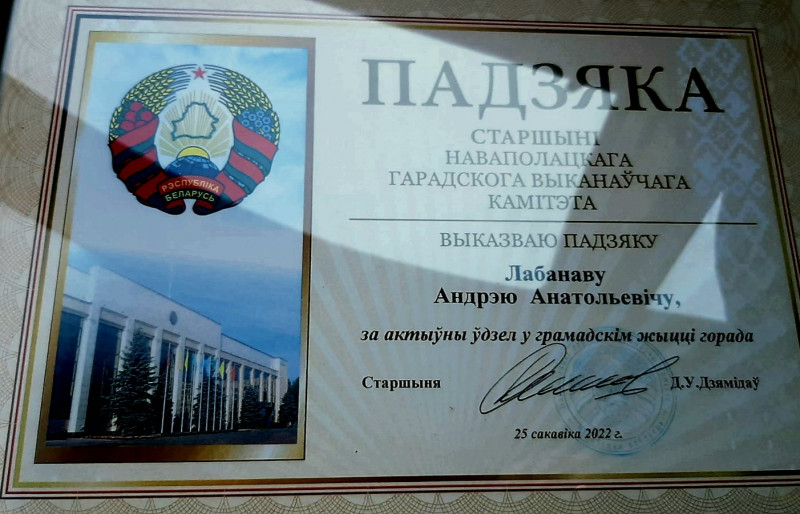 РЭСПУБЛІКА
БЕЛАРУСЬ
ПАДЗЯКА
СТАРШЫНІ
НАВАПОЛАЦКАГА
ГАРАДСКОГА ВЫКАНАЎЧАГА
КАМІТЭТА
ВЫКАЗВАЮ ПАДЗЯКУ
Лабанаву
Андрэю Анатольевічу,
за актыўны ўдзел у грамадскім жыцці горада
Старшыня
Д.У.Дзямідаў
25 сакавіка 2022 г.